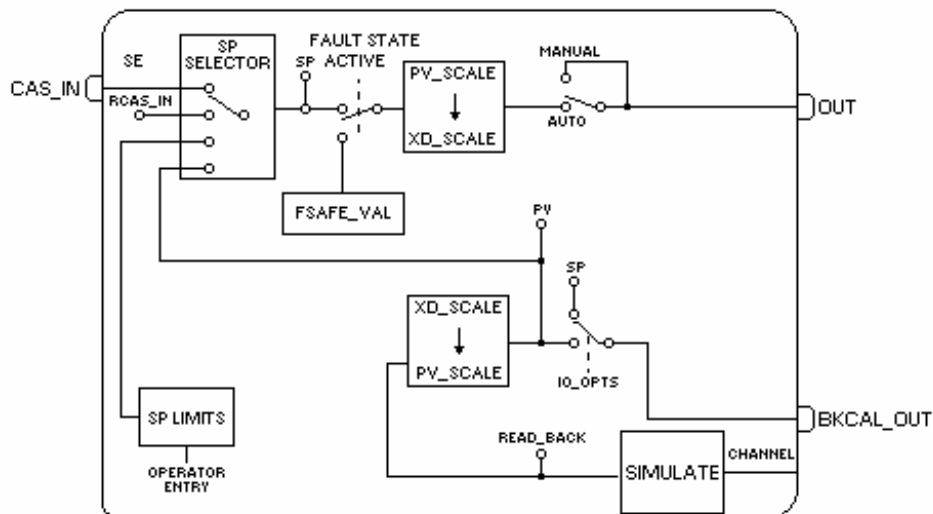 SE
SP
SELECTOR
FAULT STATE
ACTIVE
SP
MANUAL
PV_SCALE
XD_SCALE
CAS_IN
RCAS_IN
AUTO
OUT
FSAFE_VAL
PV
SP
XD_SCALE
PV_SCALE
IO_OPTS
SP LIMITS
BKCAL_OUT
READ_BACK
OPERATOR
ENTRY
SIMULATE
CHANNEL